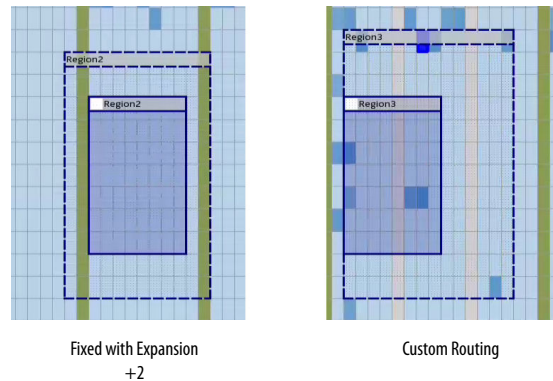 Region2
Region2
Region3
Region3
Fixed with Expansion
+2
Custom Routing